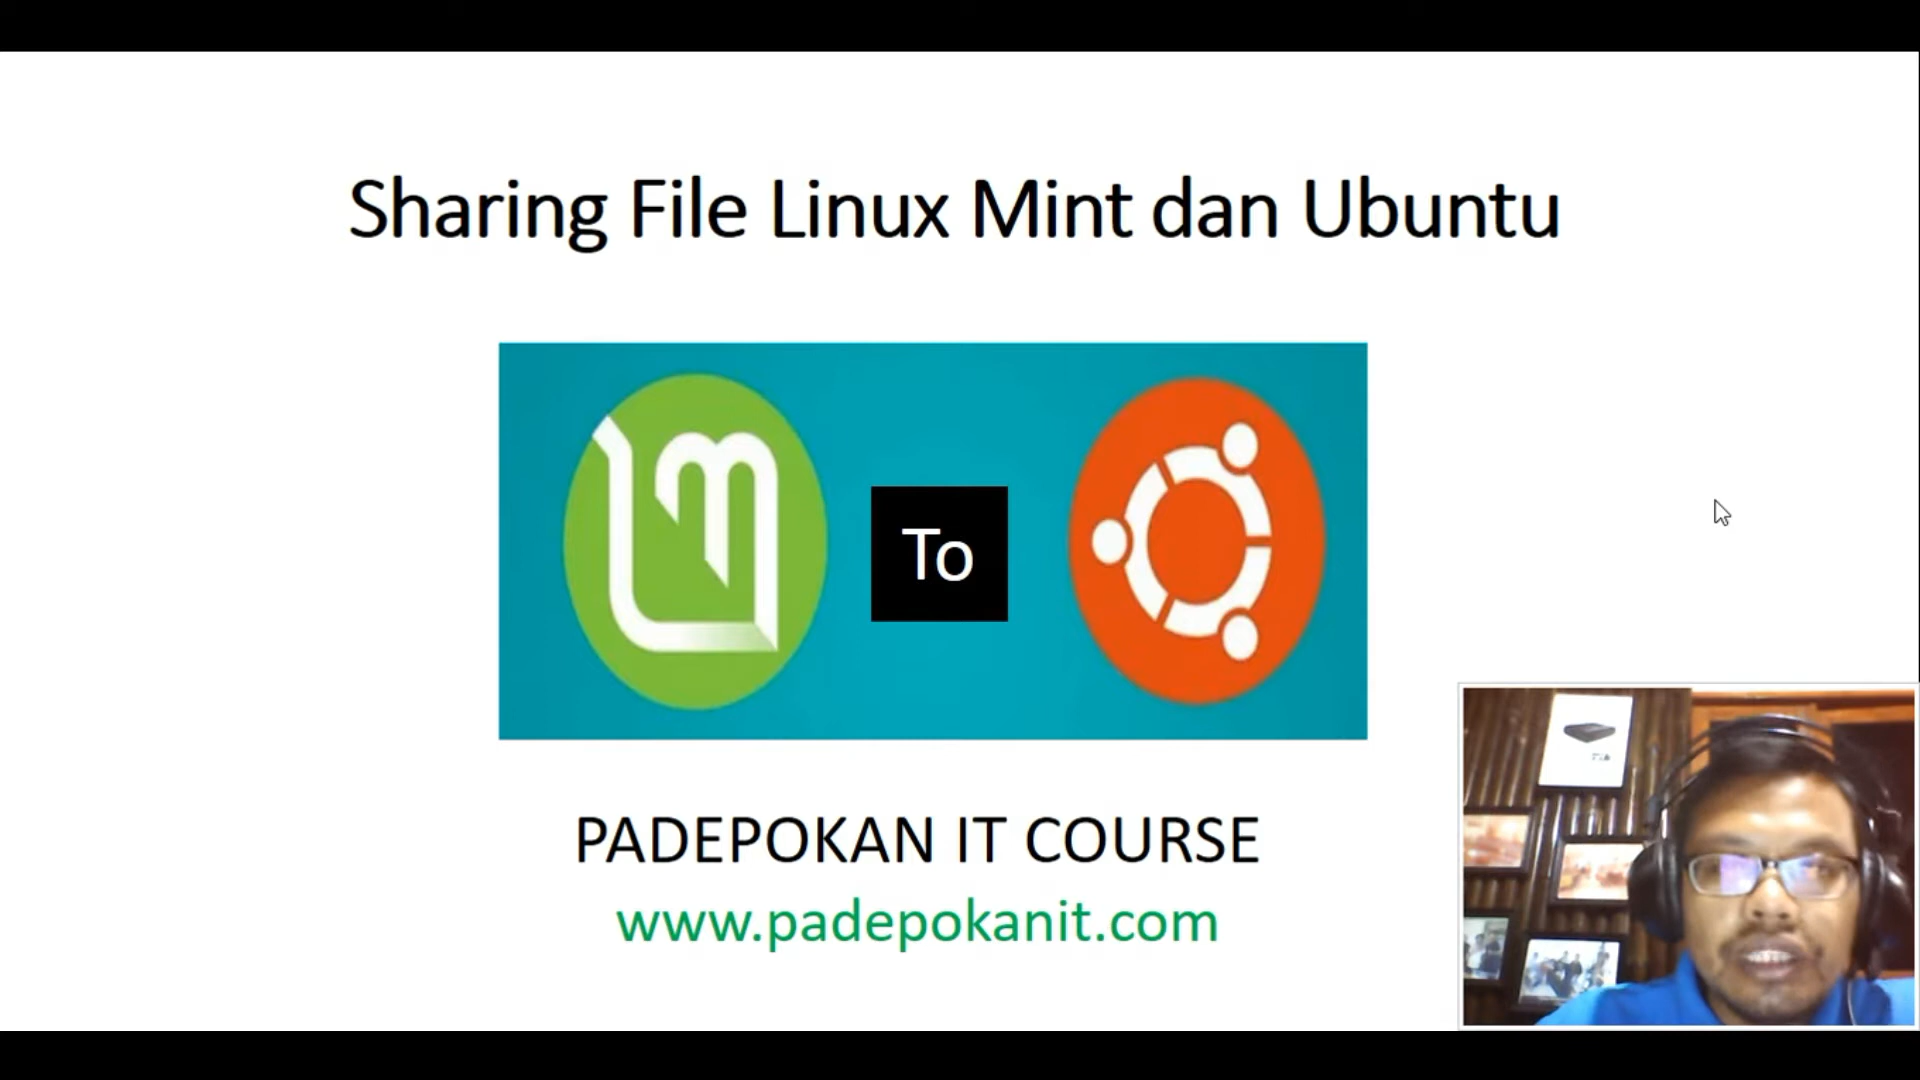 Sharing File Linux Mint dan Ubuntu
To
PADEPOKAN IT COURSE
www.padepokanit.com